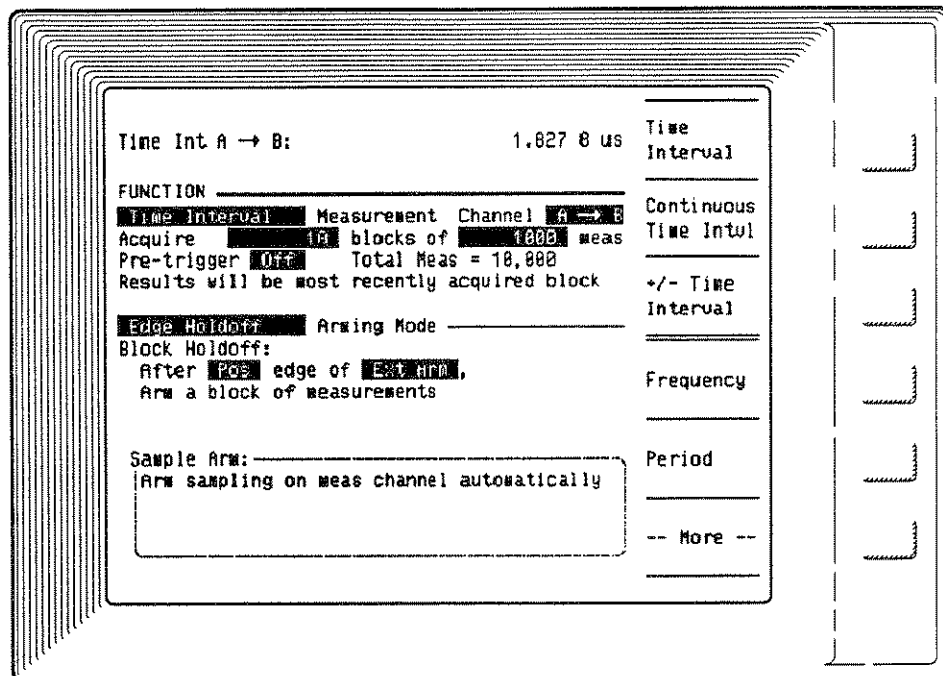 Time Int A → B: 1.827 8 us
FUNCTION
Time Interval Measurement Channel A → B
Acquire 10 blocks of 1000 meas
Pre-trigger Off Total Meas = 10,000
Results will be most recently acquired block
Edge Holdoff Arming Mode
Block Holdoff:
After Pos edge of Ext Arm,
Arm a block of measurements
Sample Arm:
Arm sampling on meas channel automatically
Time
Interval
Continuous
Time Intvl
+/- Time
Interval
Frequency
Period
-- More --